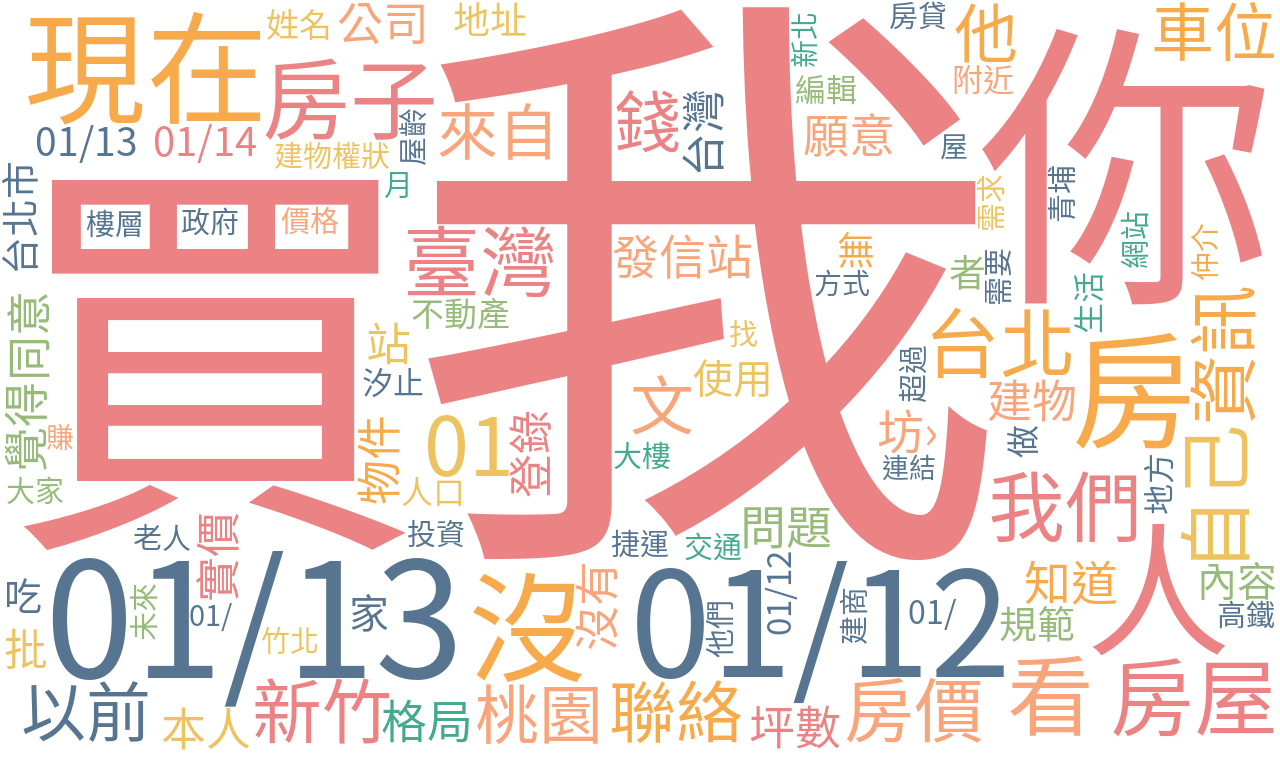 現在
姓名
公司
地址
我
房貸
他
車位
新北
附近
你
01/13
01/14
房子
建物權狀
屋齡
來自
錢
台灣
編輯
願意
屋
月
台北市
買
樓層
政府
價格
臺灣
發信站
無
方式
需求
青埔
網站
仲介
者
需要
生活
不動產
覺得
同意
站
汐止
找
使用
文
超過
台北
房
資訊
建物
賺
大家
物件
01
登錄
人口
大樓
坊›
連結
做
地方
自己
我們
老人
實價
投資
捷運
交通
問題
吃
01/13
未來
01/
竹北
家
沒
沒有
01/12
他們
01/12
建商
01/
知道
規範
人
內容
高鐵
批
以前
本人
新竹
格局
桃園
聯絡
坪數
房價
看
房屋